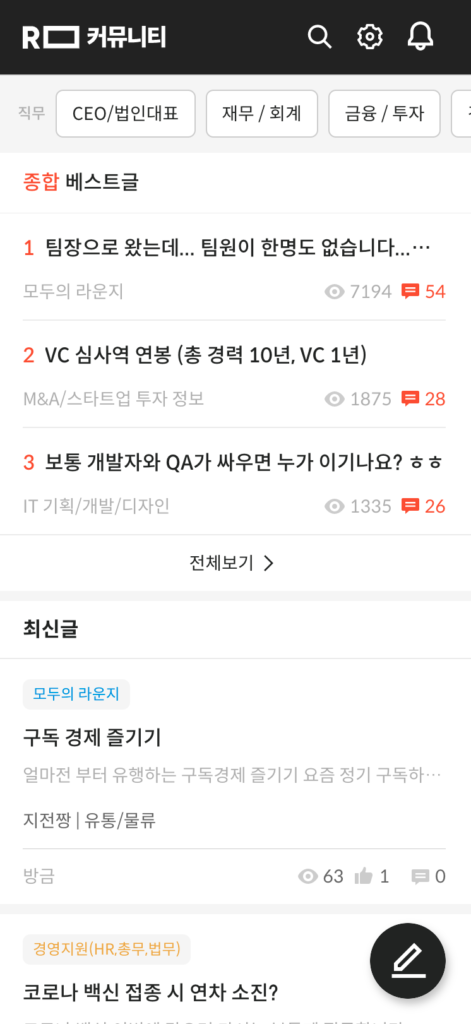 R 커뮤니티
직무 CEO/법인대표 재무 / 회계 금융 / 투자
종합 베스트글
1 팀장으로 왔는데... 팀원이 한명도 없습니다...…
모두의 라운지 7194 54
2 VC 심사역 연봉 (총 경력 10년, VC 1년)
M&A/스타트업 투자 정보 1875 28
3 보통 개발자와 QA가 싸우면 누가 이기나요? ㅎㅎ
IT 기획/개발/디자인 1335 26
전체보기
최신글
모두의 라운지
구독 경제 즐기기
얼마전 부터 유행하는 구독경제 즐기기 요즘 정기 구독하…
지전짱 | 유통/물류
방금 63 1 0
경영지원(HR,총무,법무)
코로나 백신 접종 시 연차 소진?